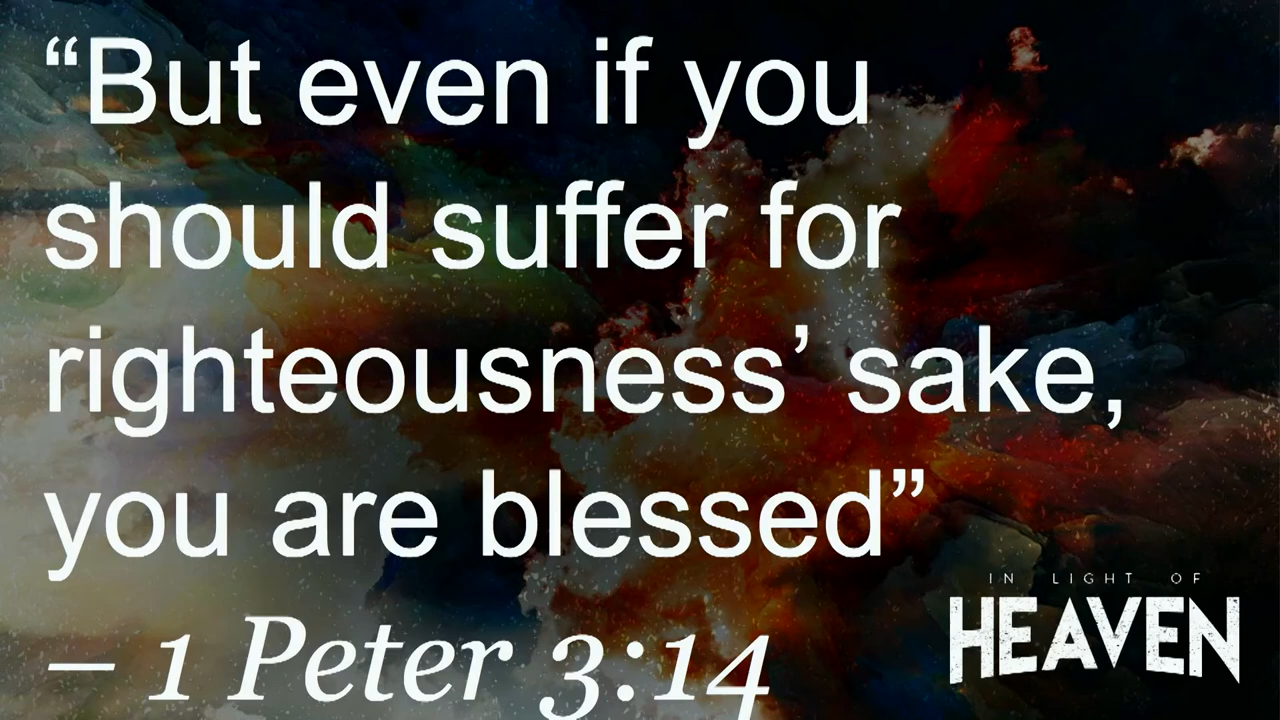 “But even if you
should suffer for
righteousness’ sake,
you are blessed”
– 1 Peter 3:14
IN LIGHT OF
HEAVEN